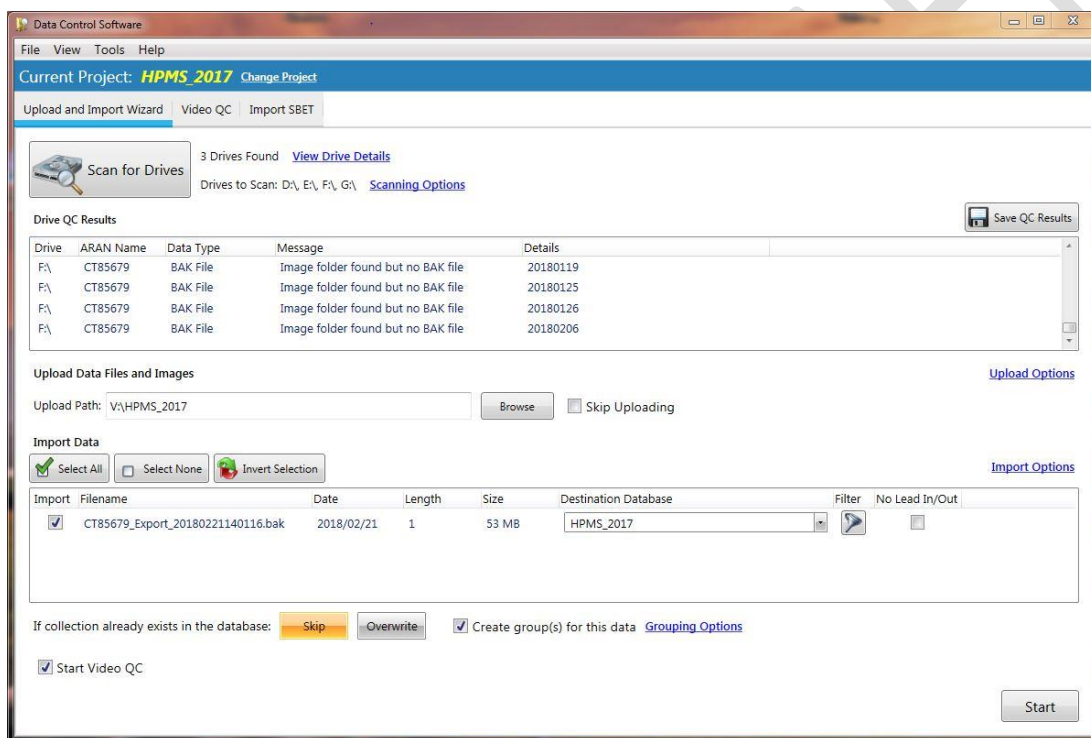 Data Control Software
File View Tools Help
Current Project: HPMS_2017 Change Project
Upload and Import Wizard Video QC Import SBET
Scan for Drives
3 Drives Found View Drive Details
Drives to Scan: D:\, E:\, F:\, G:\ Scanning Options
Drive QC Results
Save QC Results
Drive ARAN Name Data Type Message Details
F:\ CT85679 BAK File Image folder found but no BAK file 20180119
F:\ CT85679 BAK File Image folder found but no BAK file 20180125
F:\ CT85679 BAK File Image folder found but no BAK file 20180126
F:\ CT85679 BAK File Image folder found but no BAK file 20180206
Upload Data Files and Images Upload Options
Upload Path: V:\HPMS_2017 Browse Skip Uploading
Import Data
Select All Select None Invert Selection Import Options
Import Filename Date Length Size Destination Database Filter No Lead In/Out
CT85679_Export_20180221140116.bak 2018/02/21 1 53 MB HPMS_2017
If collection already exists in the database: Skip Overwrite Create group(s) for this data Grouping Options
Start Video QC
Start